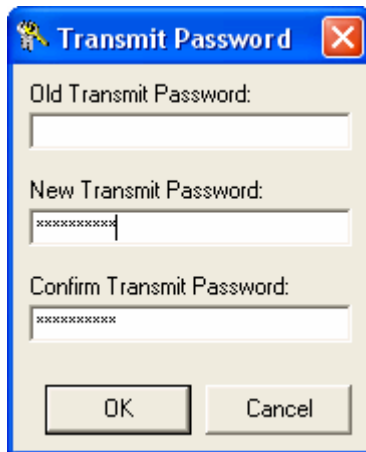 Transmit Password
Old Transmit Password:
New Transmit Password:
**********
Confirm Transmit Password:
**********
OK Cancel